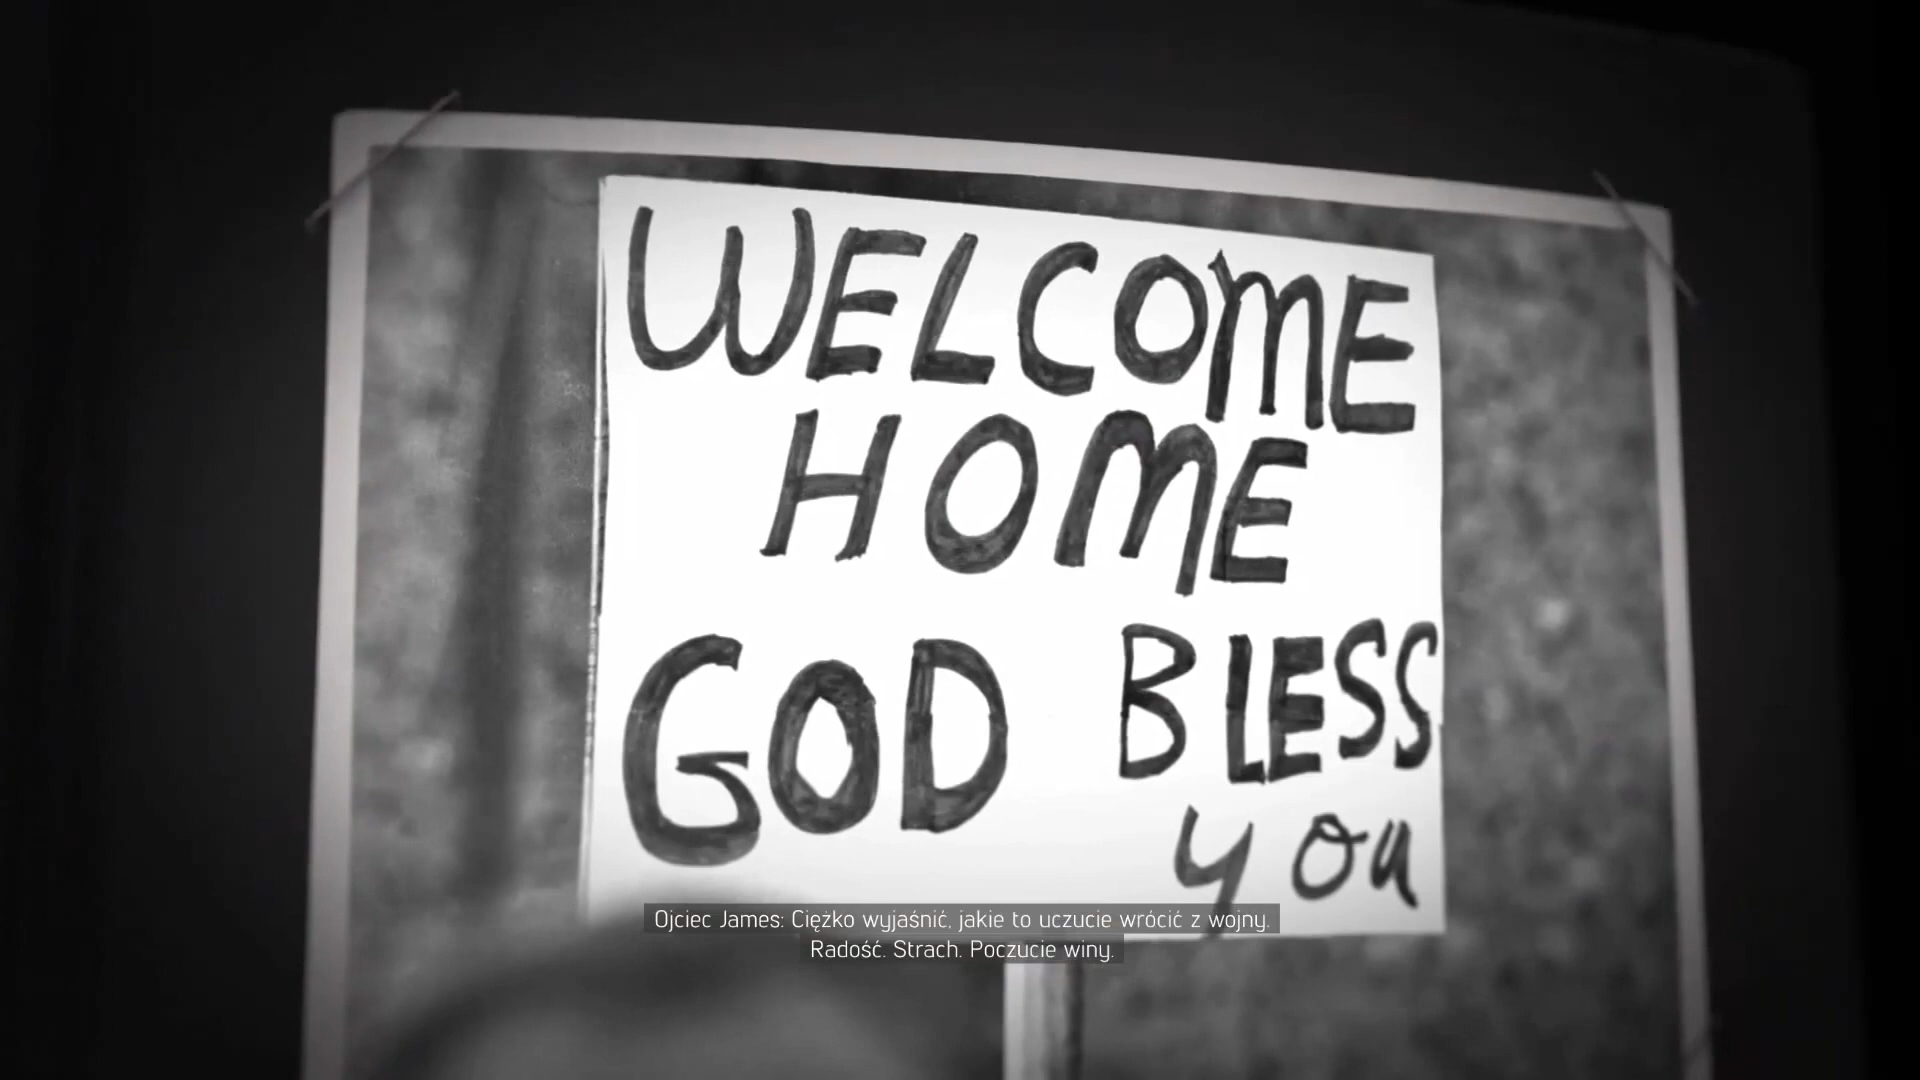 WELCOME
HOME
GOD BLESS
you
Ojciec James: Ciężko wyjaśnić, jakie to uczucie wrócić z wojny.
Radość. Strach. Poczucie winy.